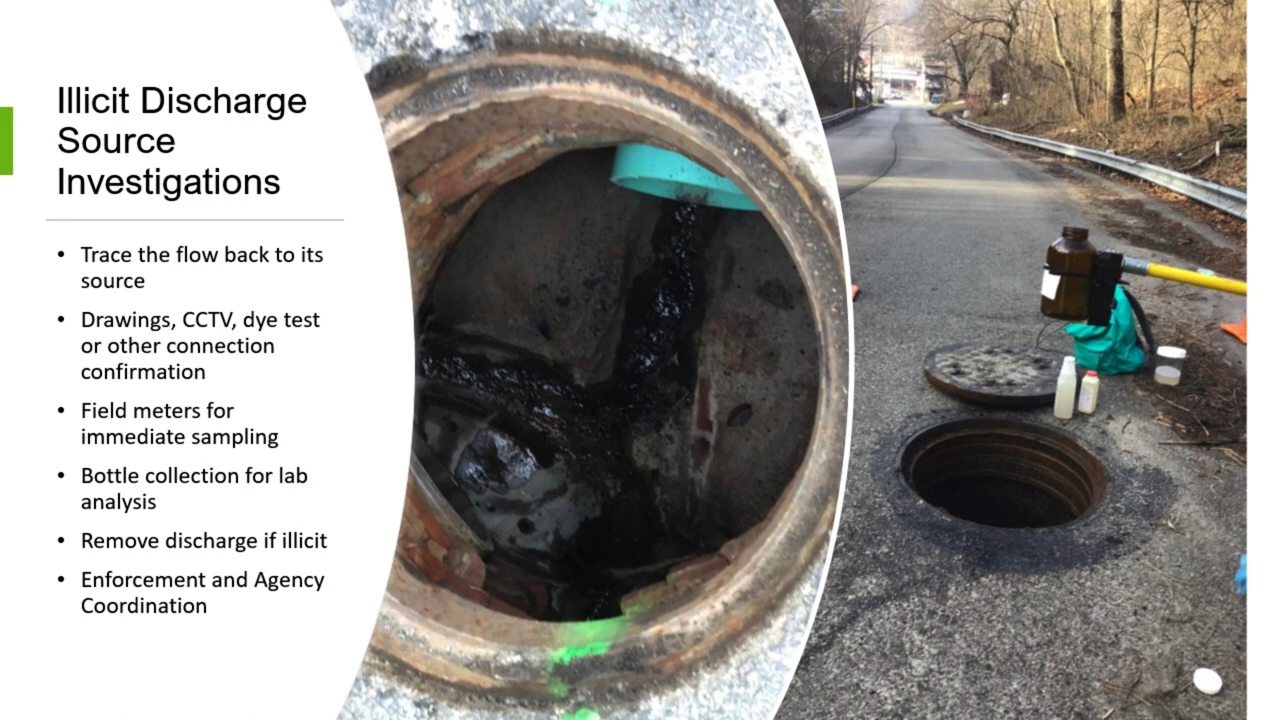 Illicit Discharge
Source
Investigations
• Trace the flow back to its
source
• Drawings, CCTV, dye test
or other connection
confirmation
• Field meters for
immediate sampling
• Bottle collection for lab
analysis
• Remove discharge if illicit
• Enforcement and Agency
Coordination